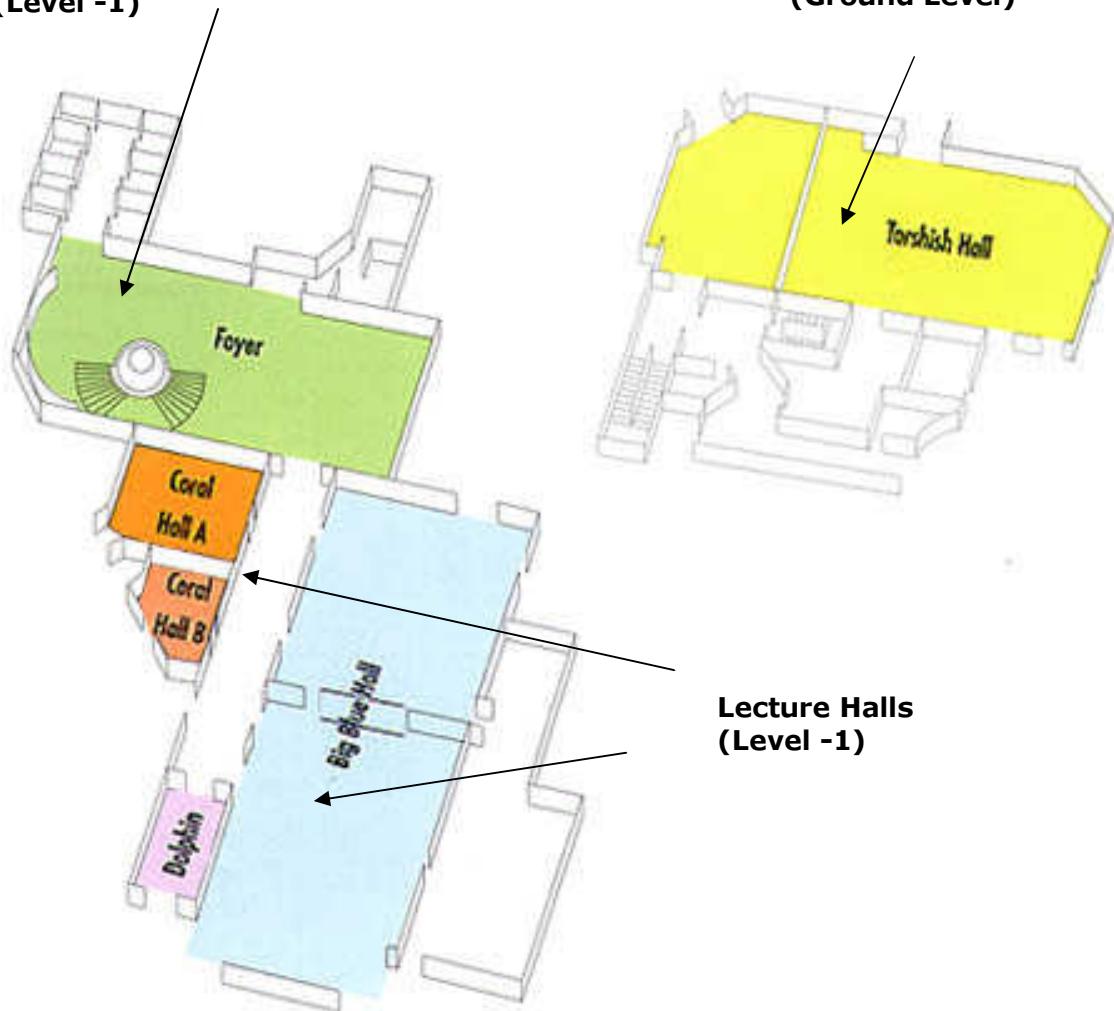 (Level -1)
(Ground Level)
Torshish Hall
Foyer
Coral
Hall A
Coral
Hall B
Big Blue Hall
Lecture Halls
(Level -1)
Dolphin